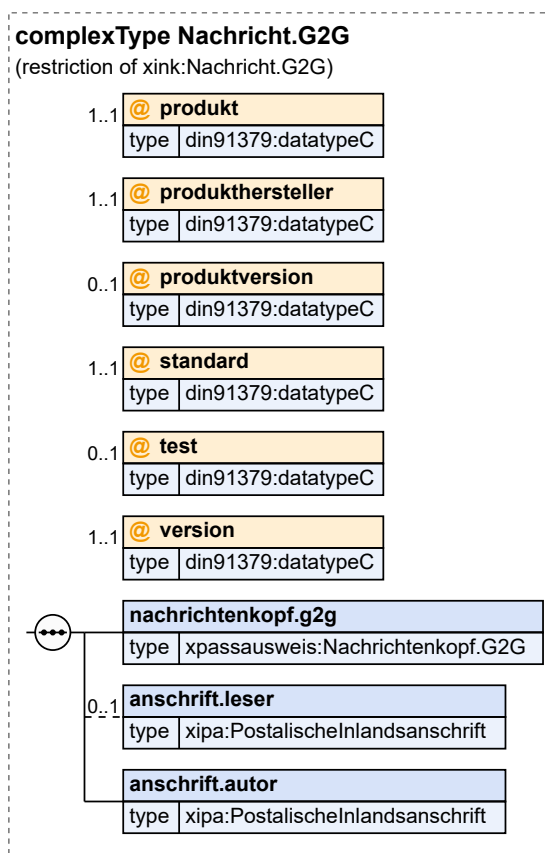 complexType Nachricht.G2G
(restriction of xink:Nachricht.G2G)
1..1 @ produkt
type din91379:datatypeC
1..1 @ produkthersteller
type din91379:datatypeC
0..1 @ produktversion
type din91379:datatypeC
1..1 @ standard
type din91379:datatypeC
0..1 @ test
type din91379:datatypeC
1..1 @ version
type din91379:datatypeC
nachrichtenkopf.g2g
type xpassausweis:Nachrichtenkopf.G2G
0..1 anschrift.leser
type xipa:PostalischeInlandsanschrift
anschrift.autor
type xipa:PostalischeInlandsanschrift